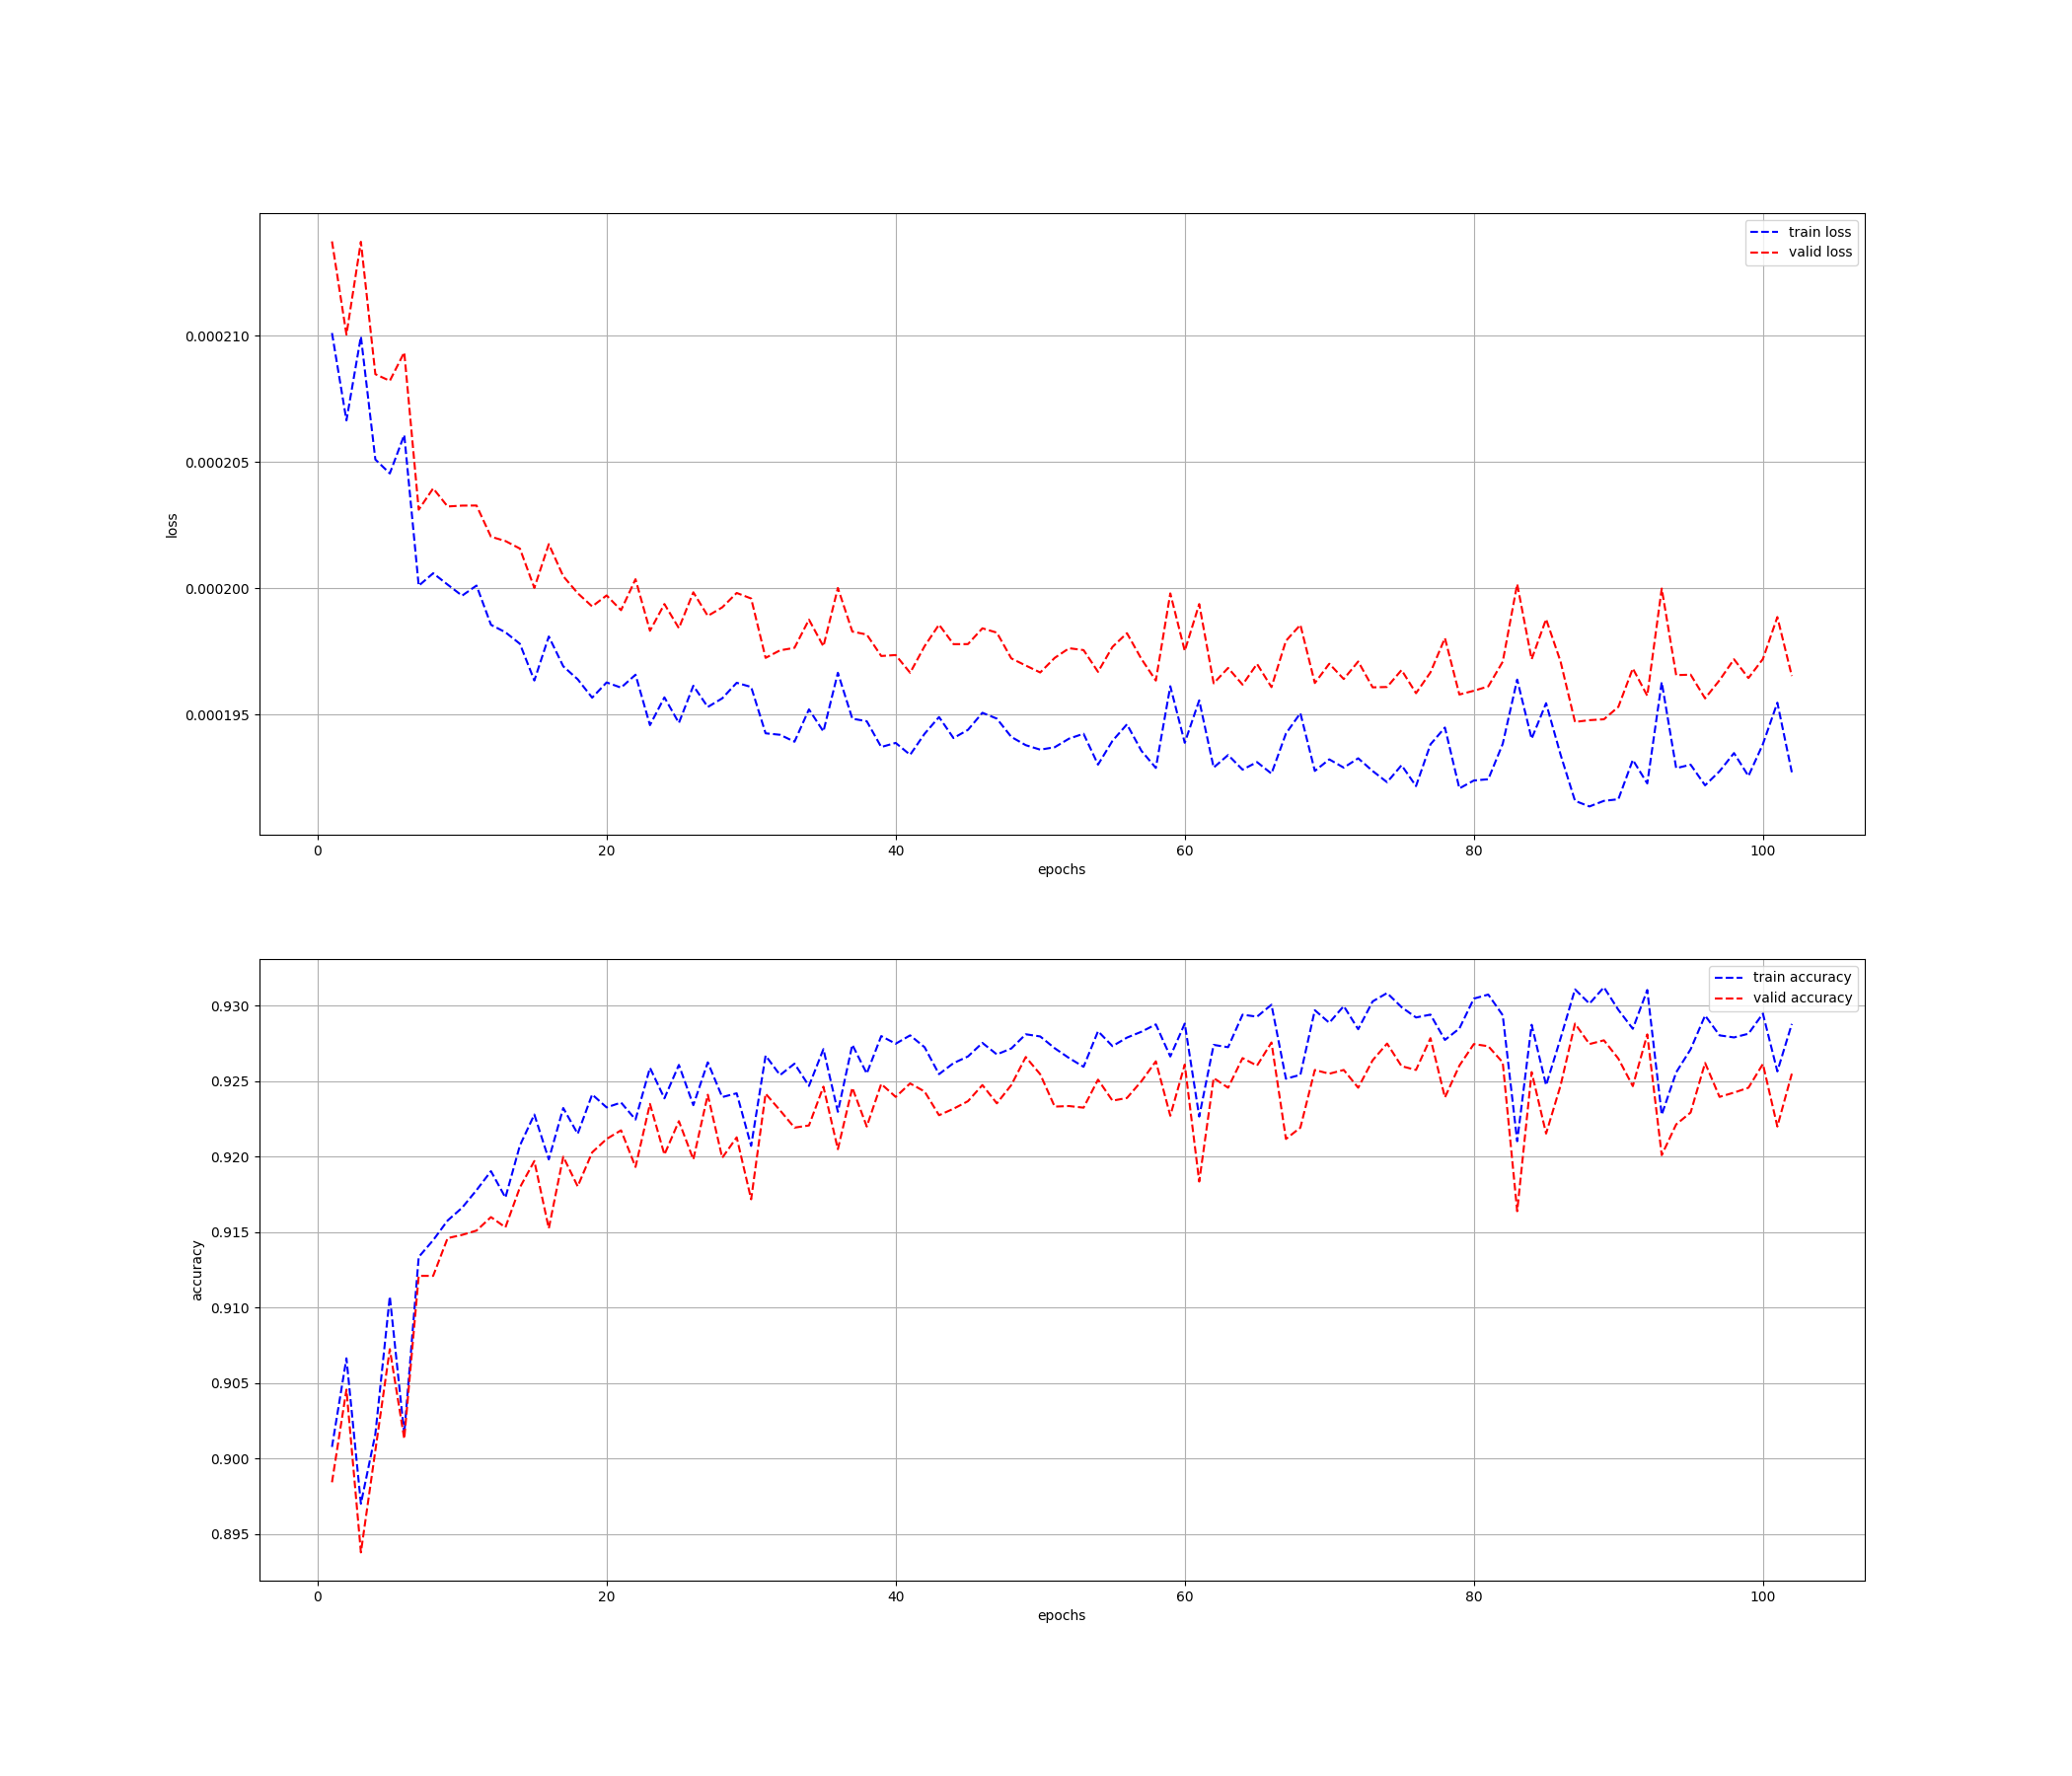 train loss
valid loss
0.000210
0.000205
0.000200
0.000195
loss
0 20 40 60 80 100
epochs
train accuracy
valid accuracy
0.930
0.925
0.920
0.915
0.910
0.905
0.900
0.895
accuracy
0 20 40 60 80 100
epochs